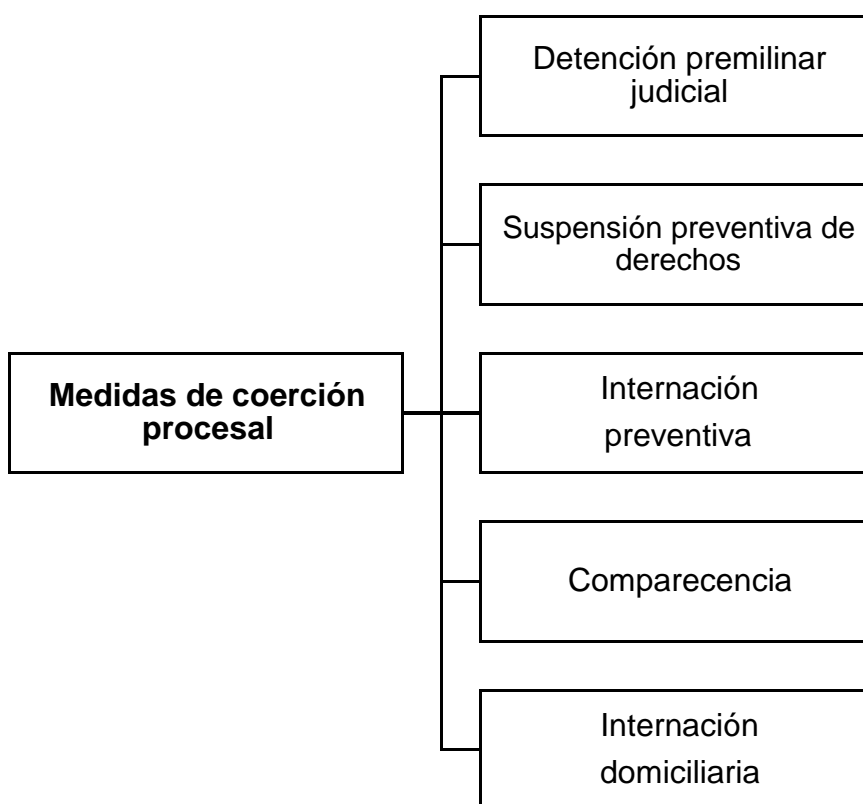 Detención premilinar
judicial
Suspensión preventiva de
derechos
Medidas de coerción
procesal
Internación
preventiva
Comparecencia
Internación
domiciliaria